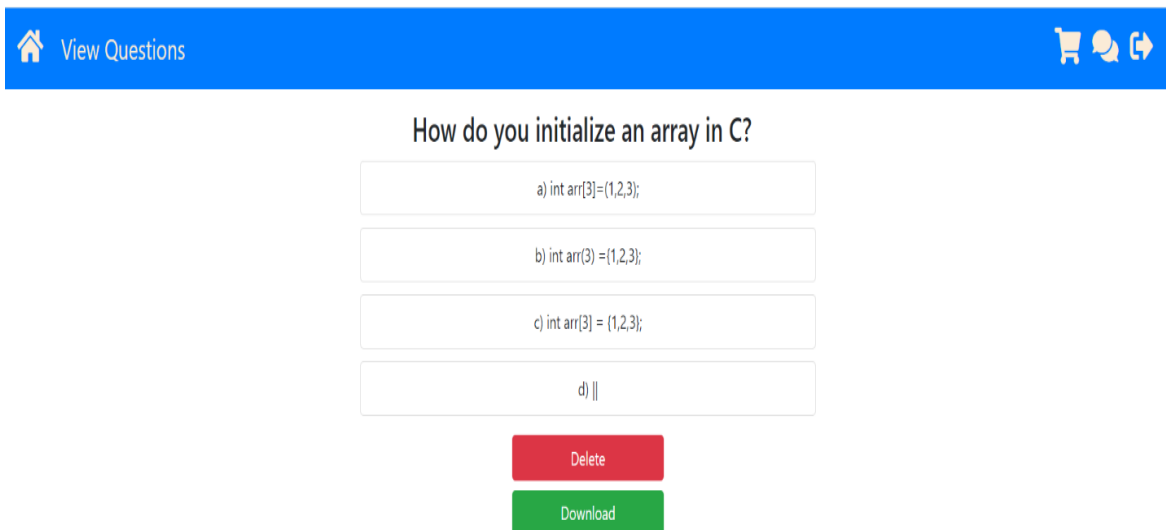 View Questions
How do you initialize an array in C?
a) int arr[3]=(1,2,3);
b) int arr(3) ={1,2,3};
c) int arr[3] = {1,2,3};
d) ||
Delete
Download